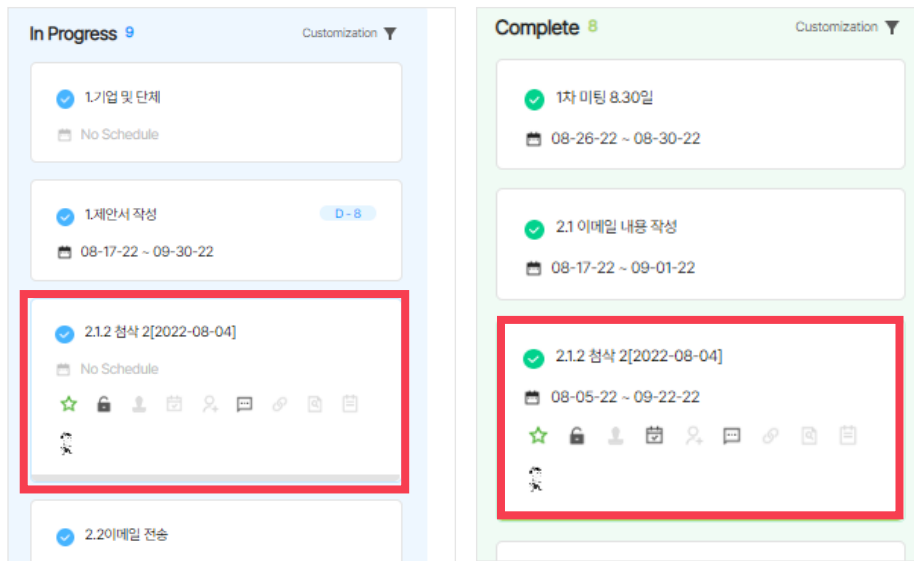 In Progress 9
Customization
1.기업 및 단체
No Schedule
1.제안서 작성
D - 8
08-17-22 ~ 09-30-22
2.1.2 첨삭 2[2022-08-04]
No Schedule
2.2이메일 전송
Complete 8
Customization
1차 미팅 8.30일
08-26-22 ~ 08-30-22
2.1 이메일 내용 작성
08-17-22 ~ 09-01-22
2.1.2 첨삭 2[2022-08-04]
08-05-22 ~ 09-22-22